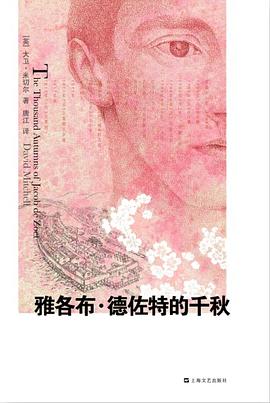 [英] 大卫·米切尔 著 唐江 译
The Thousand Autumns of Jacob de Zoet
David Mitchell
雅各布·德佐特的千秋
上海文艺出版社